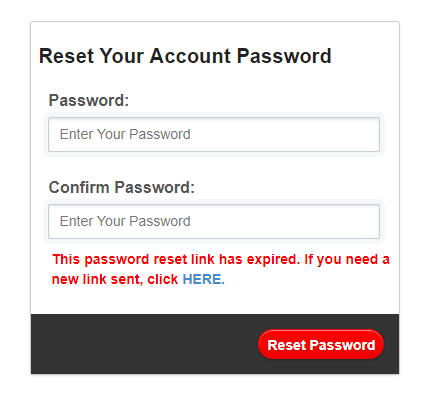 Reset Your Account Password
Password:
Enter Your Password
Confirm Password:
Enter Your Password
This password reset link has expired. If you need a
new link sent, click HERE.
Reset Password